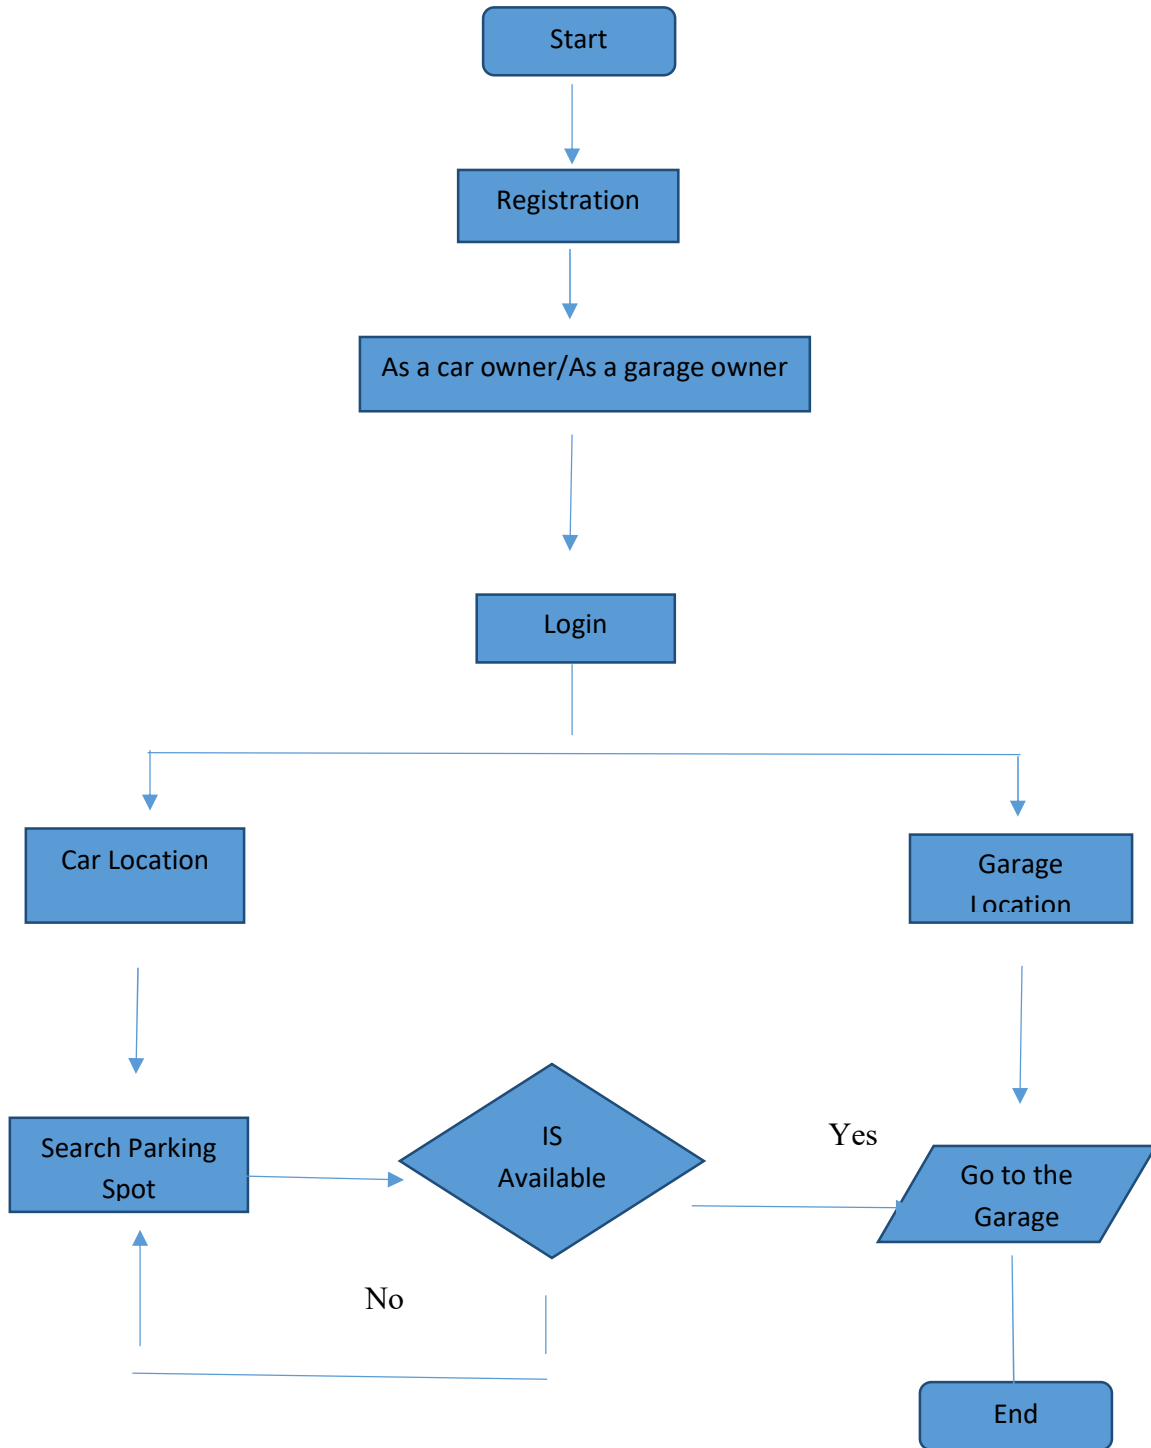 Start
Registration
As a car owner/As a garage owner
Login
Car Location
Garage
Location
Search Parking
Spot
IS
Available
Yes
Go to the
Garage
No
End